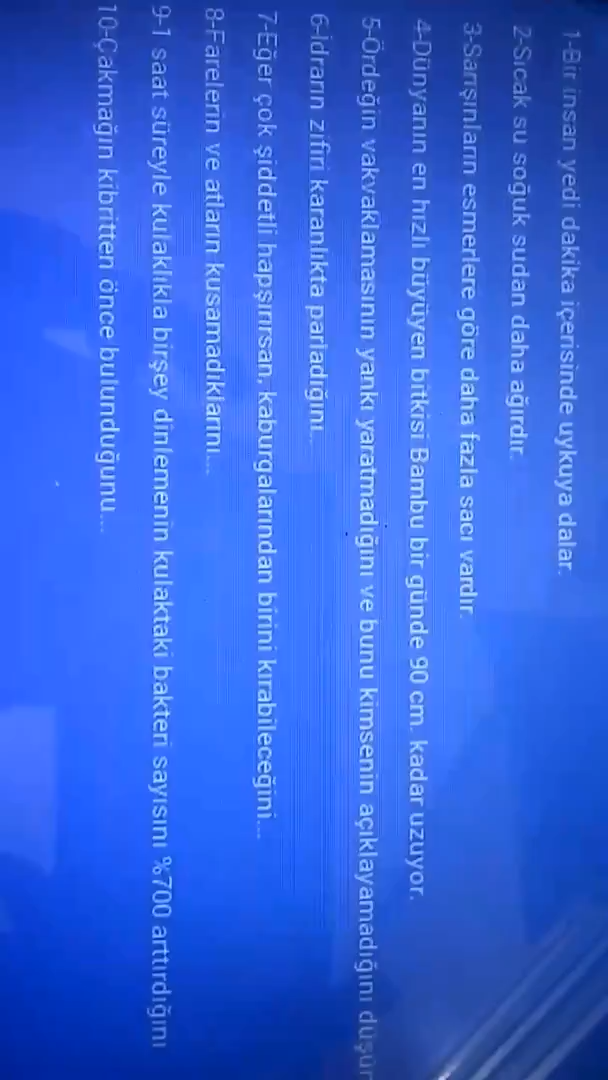 1-Bir insan yedi dakika içerisinde uykuya dalar.
2-Sıcak su soğuk sudan daha ağırdır.
3-Sarışınların esmerlere göre daha fazla saçı vardır.
4-Dünyanın en hızlı büyüyen bitkisi Bambu bir günde 90 cm. kadar uzuyor.
5-Ördeğin vakvaklamasının yankı yaratmadığını ve bunu kimsenin açıklayamadığını düşün
6-İdrarın zifiri karanlıkta parladığını...
7-Eğer çok şiddetli hapşırırsan, kaburgalarından birini kırabileceğini...
8-Farelerin ve atların kusamadıklarını...
9-1 saat süreyle kulaklıkla birşey dinlemenin kulaktaki bakteri sayısını %700 arttırdığını
10-Çakmağın kibritten önce bulunduğunu...